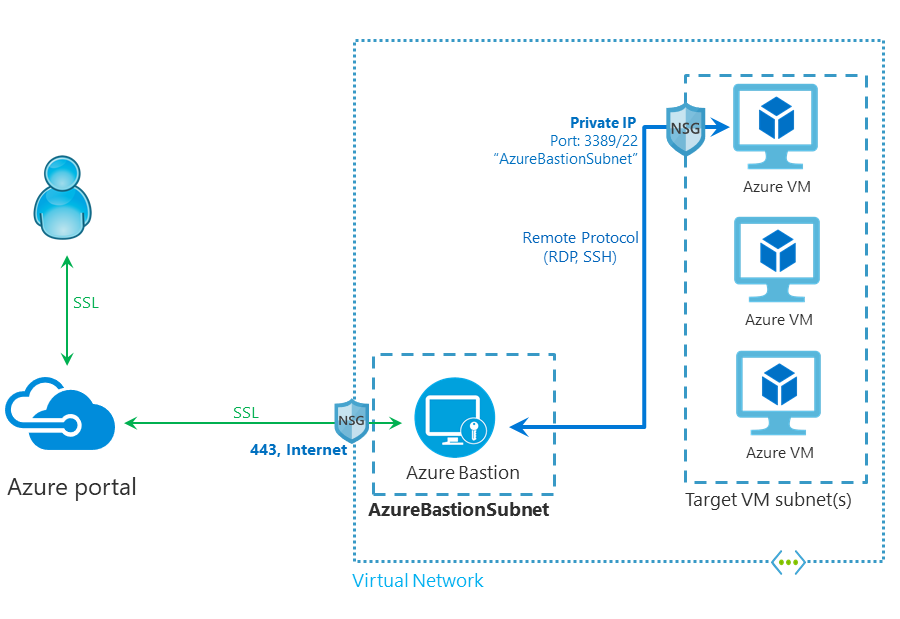 Private IP
Port: 3389/22
“AzureBastionSubnet”
NSG
Azure VM
Remote Protocol
(RDP, SSH)
Azure VM
SSL
SSL
NSG
443, Internet
Azure Bastion
AzureBastionSubnet
Azure VM
Azure portal
Target VM subnet(s)
Virtual Network